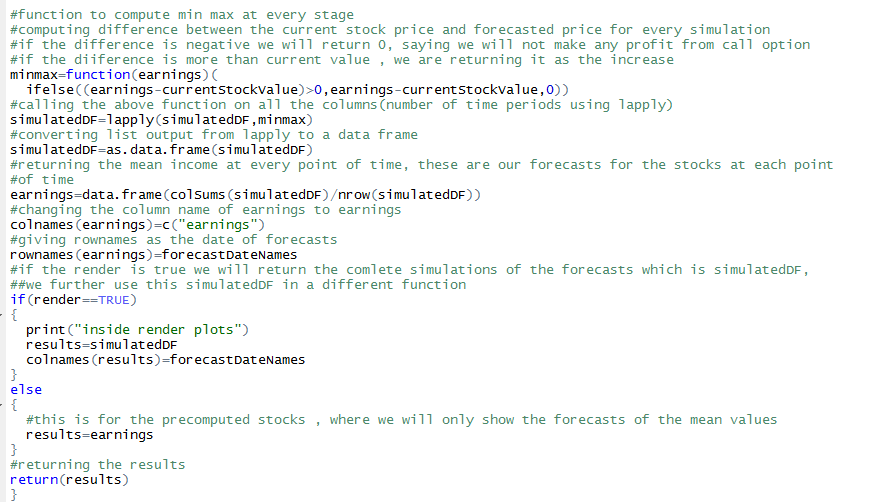 #function to compute min max at every stage
#computing difference between the current stock price and forecasted price for every simulation
#if the difference is negative we will return 0, saying we will not make any profit from call option
#if the diiference is more than current value , we are returning it as the increase
minmax=function(earnings)(
  ifelse((earnings-currentStockValue)>0,earnings-currentStockValue,0))
#calling the above function on all the columns(number of time periods using lapply)
simulatedDF=lapply(simulatedDF,minmax)
#converting list output from lapply to a data frame
simulatedDF=as.data.frame(simulatedDF)
#returning the mean income at every point of time, these are our forecasts for the stocks at each point
#of time
earnings=data.frame(colSums(simulatedDF)/nrow(simulatedDF))
#changing the column name of earnings to earnings
colnames(earnings)=c("earnings")
#giving rownames as the date of forecasts
rownames(earnings)=forecastDateNames
#if the render is true we will return the comlete simulations of the forecasts which is simulatedDF,
##we further use this simulatedDF in a different function
if(render==TRUE)
{
  print("inside render plots")
  results=simulatedDF
  colnames(results)=forecastDateNames
}
else
{
  #this is for the precomputed stocks , where we will only show the forecasts of the mean values
  results=earnings
}
#returning the results
return(results)
}